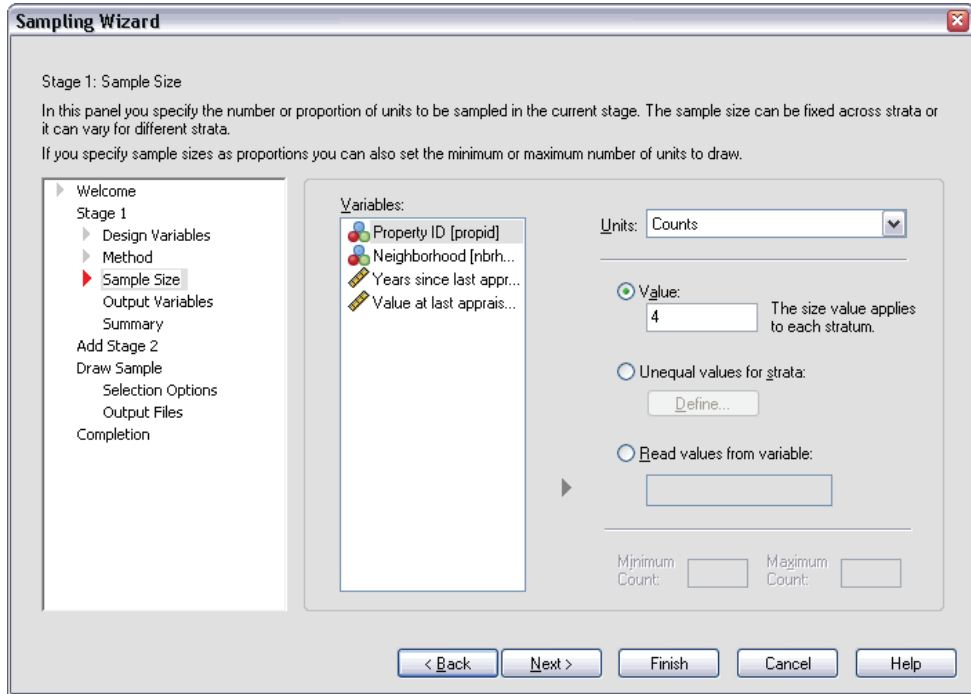 Sampling Wizard
Stage 1: Sample Size
In this panel you specify the number or proportion of units to be sampled in the current stage. The sample size can be fixed across strata or
it can vary for different strata.
If you specify sample sizes as proportions you can also set the minimum or maximum number of units to draw.
Welcome
Stage 1
Design Variables
Method
Sample Size
Output Variables
Summary
Add Stage 2
Draw Sample
Selection Options
Output Files
Completion
Variables:
Property ID [propid]
Neighborhood [nbrh...
Years since last appr...
Value at last apprais...
Units: Counts
Value:
4
The size value applies
to each stratum.
Unequal values for strata:
Define...
Read values from variable:
Minimum
Count:
Maximum
Count:
< Back
Next >
Finish
Cancel
Help